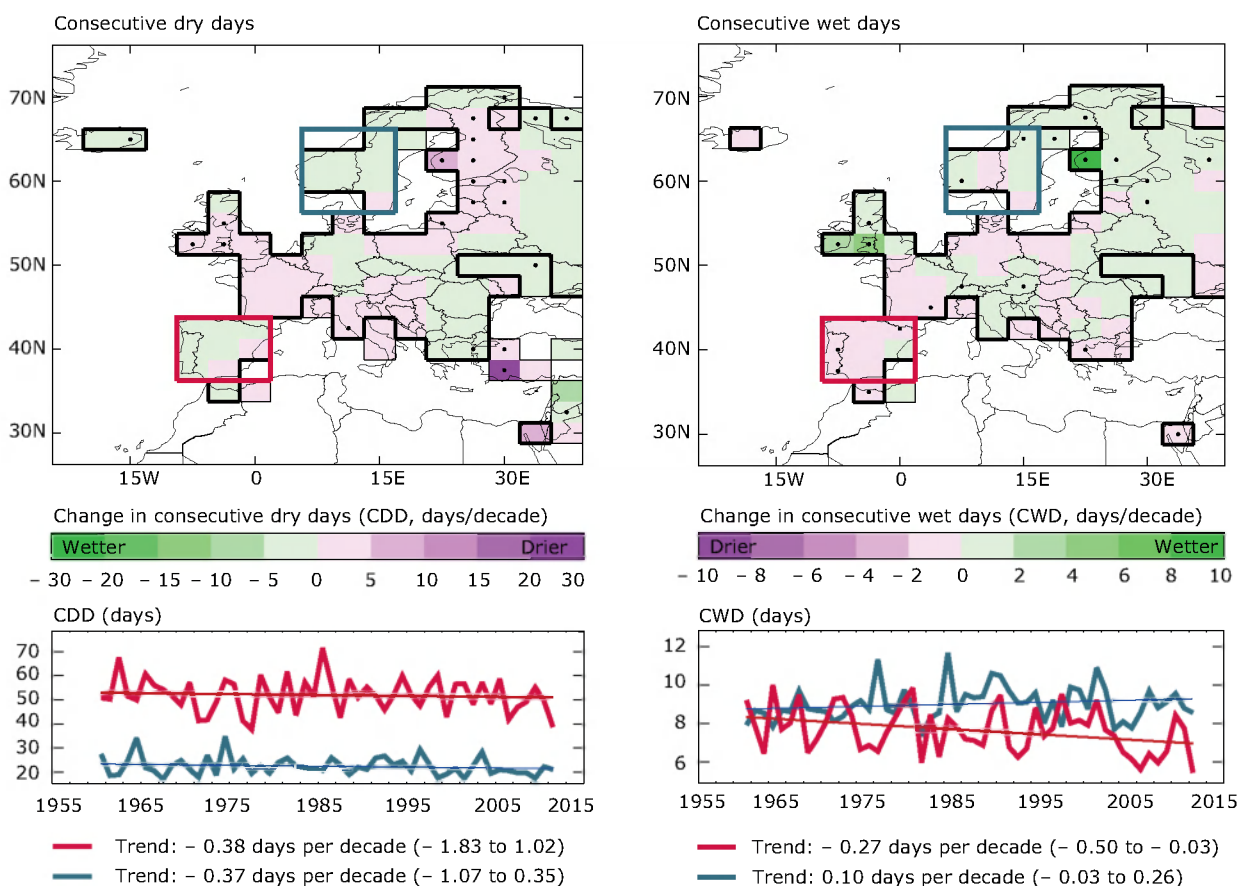 Consecutive dry days
70N
60N
50N
40N
30N
15W 0 15E 30E
Change in consecutive dry days (CDD, days/decade)
Wetter Drier
– 30 – 20 – 15 – 10 – 5 0 5 10 15 20 30
CDD (days)
70
60
50
40
30
20
1955 1965 1975 1985 1995 2005 2015
Trend: – 0.38 days per decade (– 1.83 to 1.02)
Trend: – 0.37 days per decade (– 1.07 to 0.35)
Consecutive wet days
70N
60N
50N
40N
30N
15W 0 15E 30E
Change in consecutive wet days (CWD, days/decade)
Drier Wetter
– 10 – 8 – 6 – 4 – 2 0 2 4 6 8 10
CWD (days)
12
10
8
6
1955 1965 1975 1985 1995 2005 2015
Trend: – 0.27 days per decade (– 0.50 to – 0.03)
Trend: 0.10 days per decade (– 0.03 to 0.26)